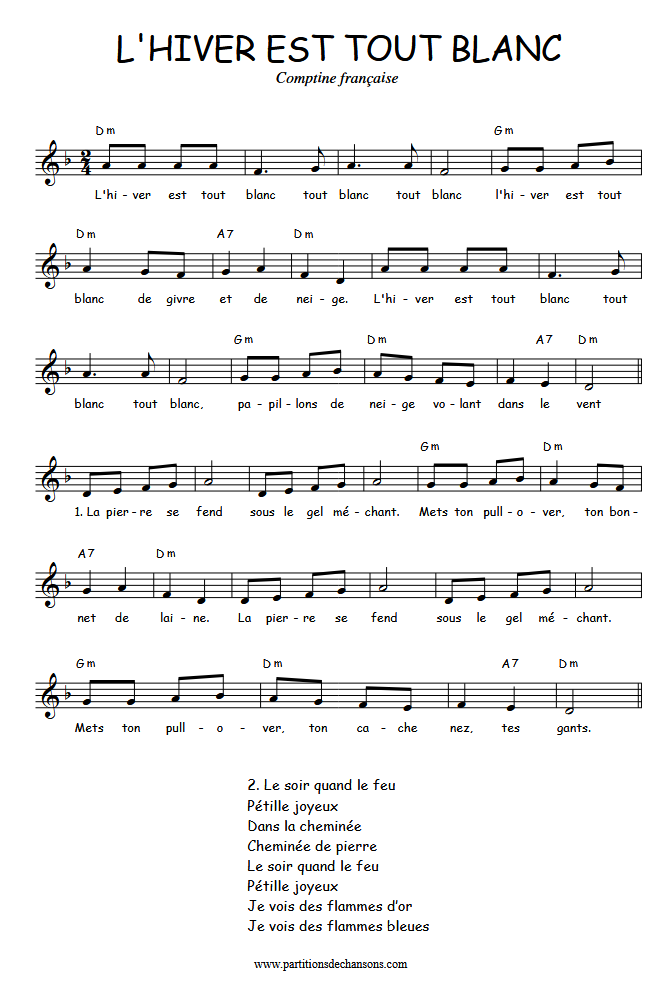 L'HIVER EST TOUT BLANC
Comptine française
Dm Gm
2
4
L'hi - ver est tout blanc tout blanc tout blanc l'hi - ver est tout
Dm A7 Dm
blanc de givre et de nei - ge. L'hi - ver est tout blanc tout
Gm Dm A7 Dm
blanc tout blanc, pa - pil - lons de nei - ge vo - lant dans le vent
Gm Dm
1. La pier - re se fend sous le gel mé - chant. Mets ton pull - o - ver, ton bon -
A7 Dm
net de lai - ne. La pier - re se fend sous le gel mé - chant.
Gm Dm A7 Dm
Mets ton pull - o - ver, ton ca - che nez, tes gants.
2. Le soir quand le feu
Pétille joyeux
Dans la cheminée
Cheminée de pierre
Le soir quand le feu
Pétille joyeux
Je vois des flammes d'or
Je vois des flammes bleues
www.partitionsdechansons.com